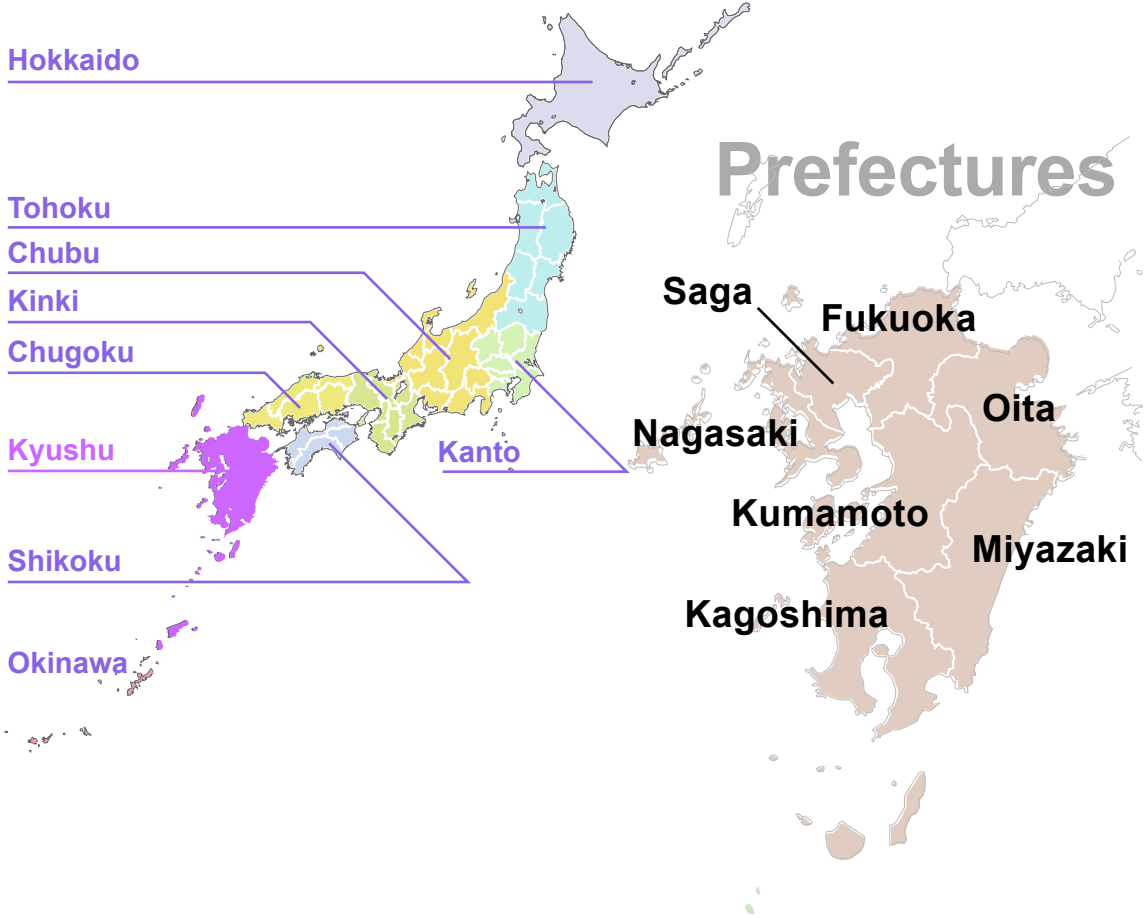 Hokkaido
Tohoku
Chubu
Kinki
Chugoku
Kyushu
Kanto
Shikoku
Okinawa
Prefectures
Saga
Fukuoka
Oita
Nagasaki
Kumamoto
Miyazaki
Kagoshima